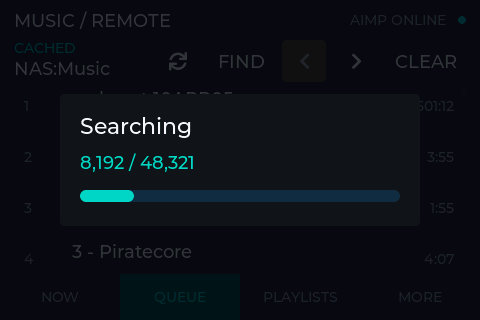 MUSIC / REMOTE
AIMP ONLINE
CACHED
NAS:Music
FIND
CLEAR
1
Searching
8,192 / 48,321
2
3:55
3
1:55
4
3 - Piratecore
4:07
NOW
QUEUE
PLAYLISTS
MORE